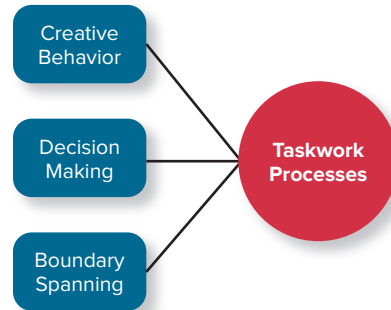 Creative
Behavior
Decision
Making
Boundary
Spanning
Taskwork
Processes